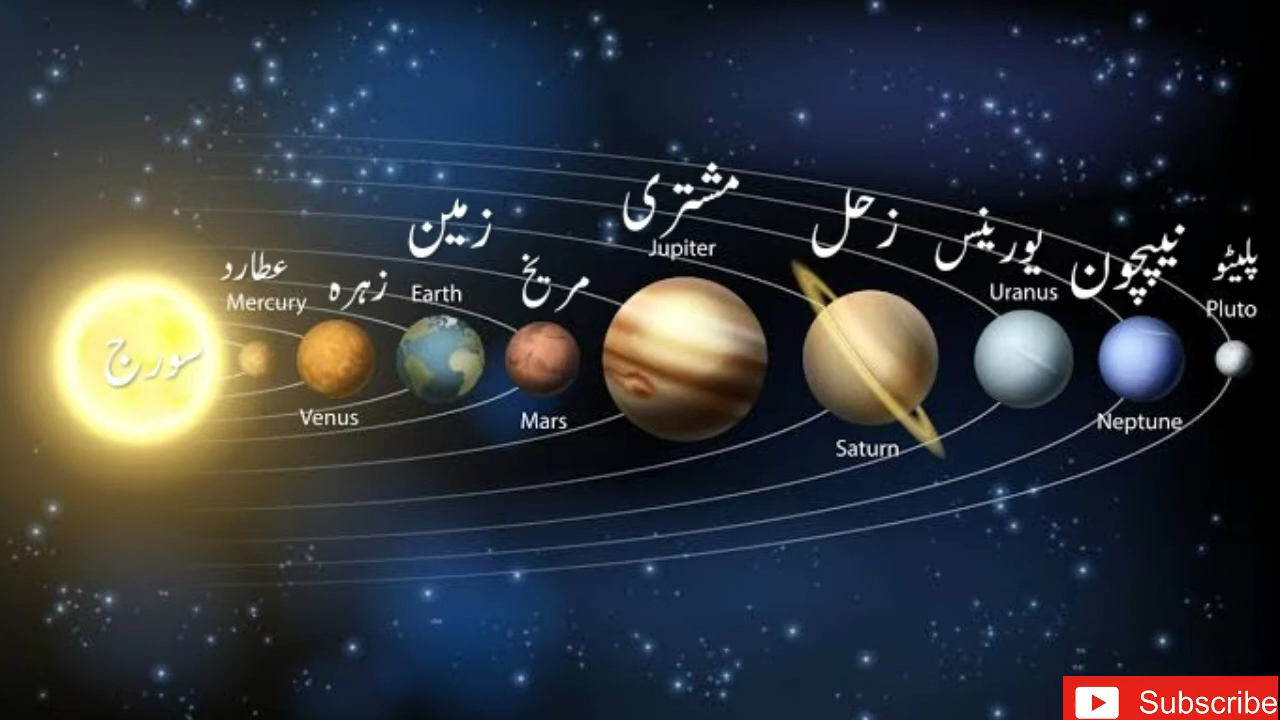 سورج
عطارد
Mercury
زہرہ
Venus
زمین
Earth
مریخ
Mars
مشتری
Jupiter
زحل
Saturn
یورینس
Uranus
نیپچون
Neptune
پلیٹو
Pluto
Subscribe